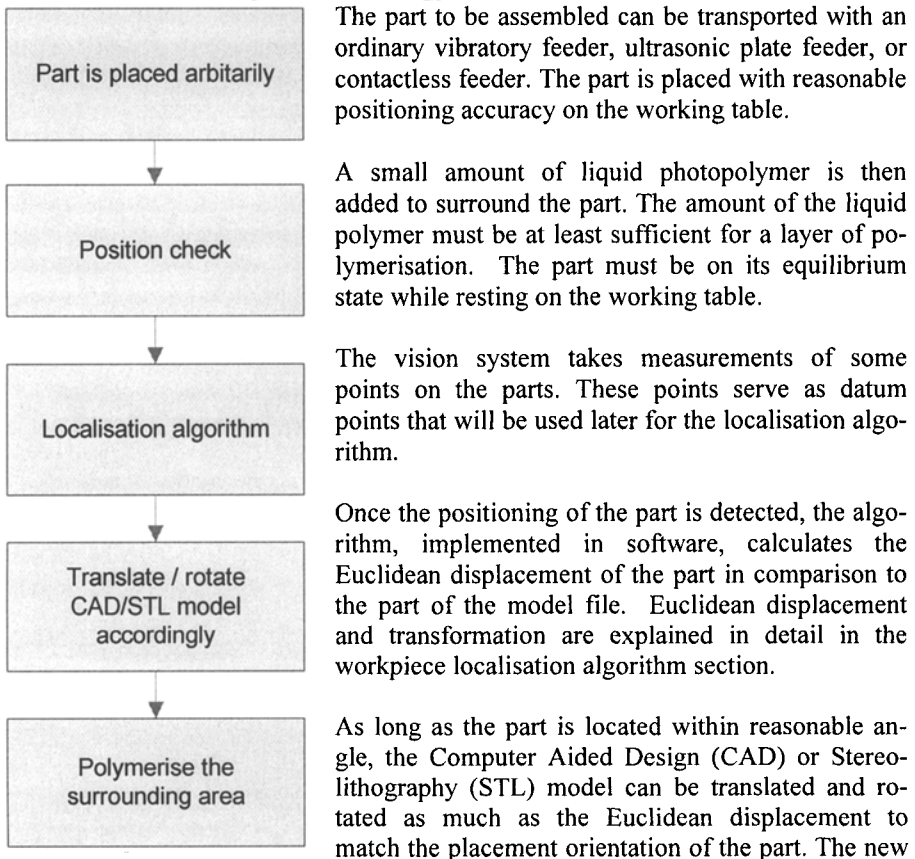 Part is placed arbitarily
Position check
Localisation algorithm
Translate / rotate
CAD/STL model
accordingly
Polymerise the
surrounding area
The part to be assembled can be transported with an
ordinary vibratory feeder, ultrasonic plate feeder, or
contactless feeder. The part is placed with reasonable
positioning accuracy on the working table.
A small amount of liquid photopolymer is then
added to surround the part. The amount of the liquid
polymer must be at least sufficient for a layer of po-
lymerisation. The part must be on its equilibrium
state while resting on the working table.
The vision system takes measurements of some
points on the parts. These points serve as datum
points that will be used later for the localisation algo-
rithm.
Once the positioning of the part is detected, the algo-
rithm, implemented in software, calculates the
Euclidean displacement of the part in comparison to
the part of the model file. Euclidean displacement
and transformation are explained in detail in the
workpiece localisation algorithm section.
As long as the part is located within reasonable an-
gle, the Computer Aided Design (CAD) or Stereo-
lithography (STL) model can be translated and ro-
tated as much as the Euclidean displacement to
match the placement orientation of the part. The new